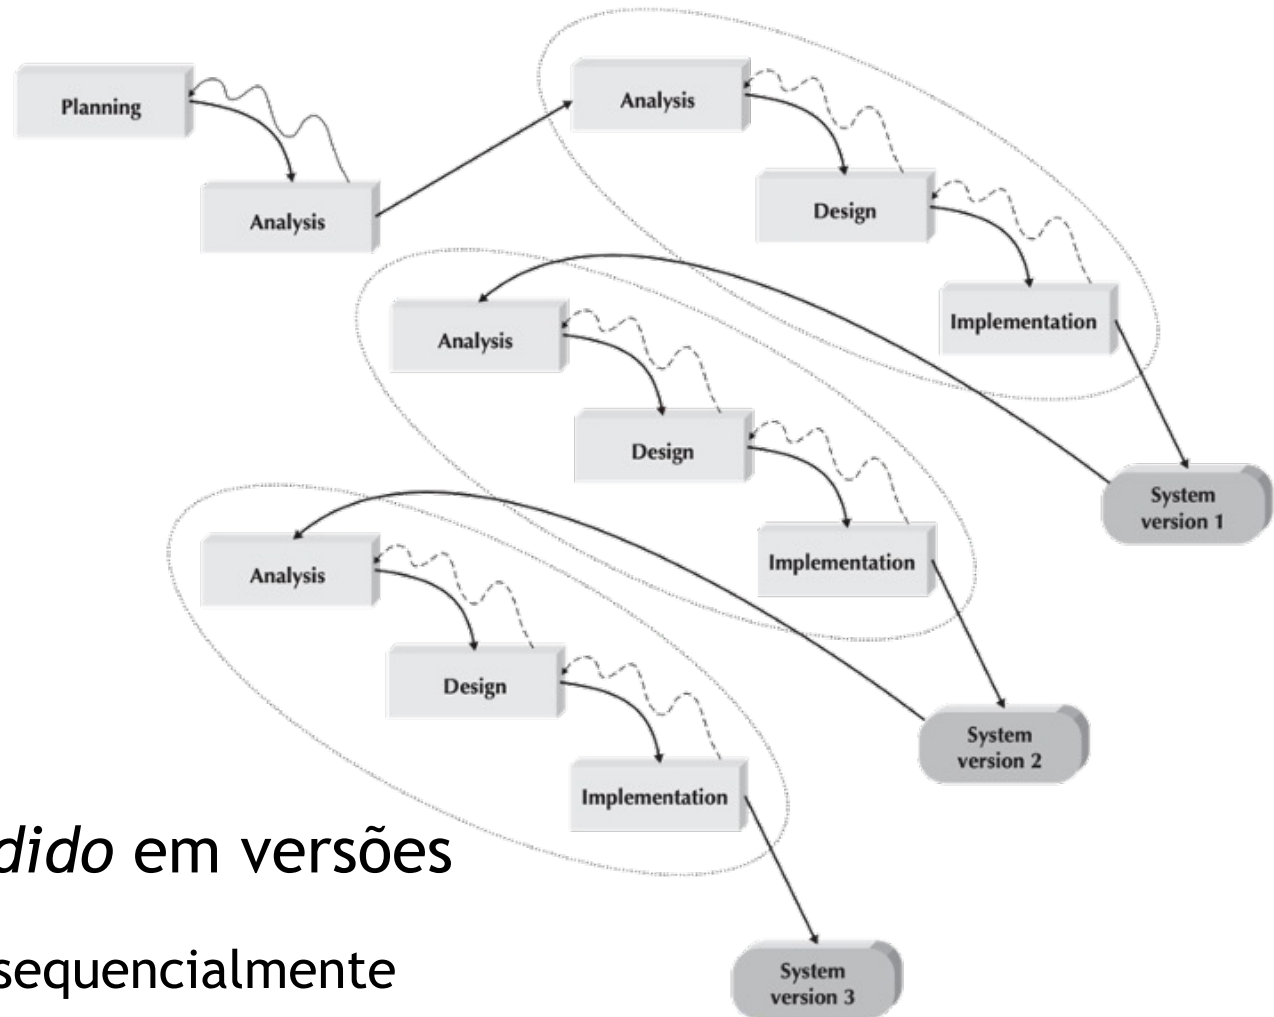 Planning
Analysis
Analysis
Design
Implementation
System
version 1
Analysis
Design
Implementation
System
version 2
Analysis
Design
Implementation
System
version 3
dido em versões
sequencialmente